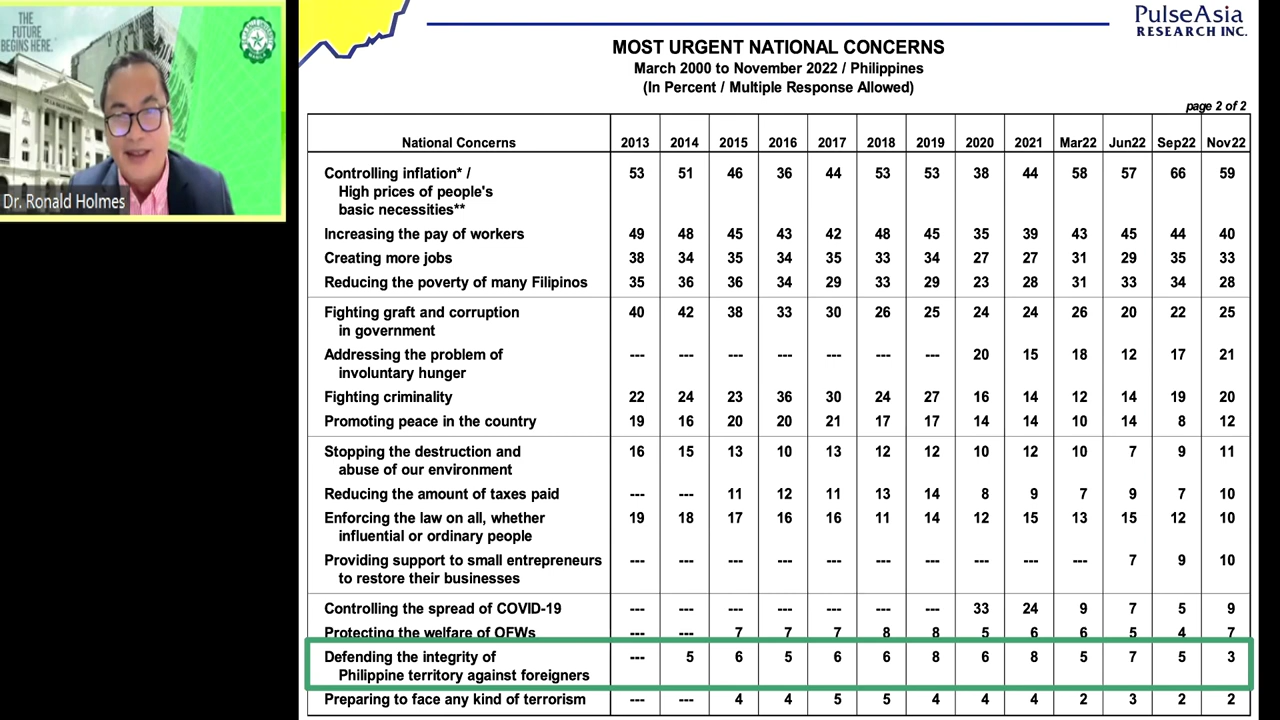 THE
FUTURE
BEGINS HERE.
Dr. Ronald Holmes
PulseAsia
RESEARCH INC.
MOST URGENT NATIONAL CONCERNS
March 2000 to November 2022 / Philippines
(In Percent / Multiple Response Allowed)
page 2 of 2
National Concerns 2013 2014 2015 2016 2017 2018 2019 2020 2021 Mar22 Jun22 Sep22 Nov22
Controlling inflation* / 53 51 46 36 44 53 53 38 44 58 57 66 59
High prices of people's
basic necessities**
Increasing the pay of workers 49 48 45 43 42 48 45 35 39 43 45 44 40
Creating more jobs 38 34 35 34 35 33 34 27 27 31 29 35 33
Reducing the poverty of many Filipinos 35 36 36 34 29 33 29 23 28 31 33 34 28
Fighting graft and corruption 40 42 38 33 30 26 25 24 24 26 20 22 25
in government
Addressing the problem of --- --- --- --- --- --- --- 20 15 18 12 17 21
involuntary hunger
Fighting criminality 22 24 23 36 30 24 27 16 14 12 14 19 20
Promoting peace in the country 19 16 20 20 21 17 17 14 14 10 14 8 12
Stopping the destruction and 16 15 13 10 13 12 12 10 12 10 7 9 11
abuse of our environment
Reducing the amount of taxes paid --- --- 11 12 11 13 14 8 9 7 9 7 10
Enforcing the law on all, whether 19 18 17 16 16 11 14 12 15 13 15 12 10
influential or ordinary people
Providing support to small entrepreneurs --- --- --- --- --- --- --- --- --- --- 7 9 10
to restore their businesses
Controlling the spread of COVID-19 --- --- --- --- --- --- --- 33 24 9 7 5 9
Protecting the welfare of OFWs --- --- 7 7 7 8 8 5 6 6 5 4 7
Defending the integrity of --- 5 6 5 6 6 8 6 8 5 7 5 3
Philippine territory against foreigners
Preparing to face any kind of terrorism --- --- 4 4 5 5 4 4 4 2 3 2 2